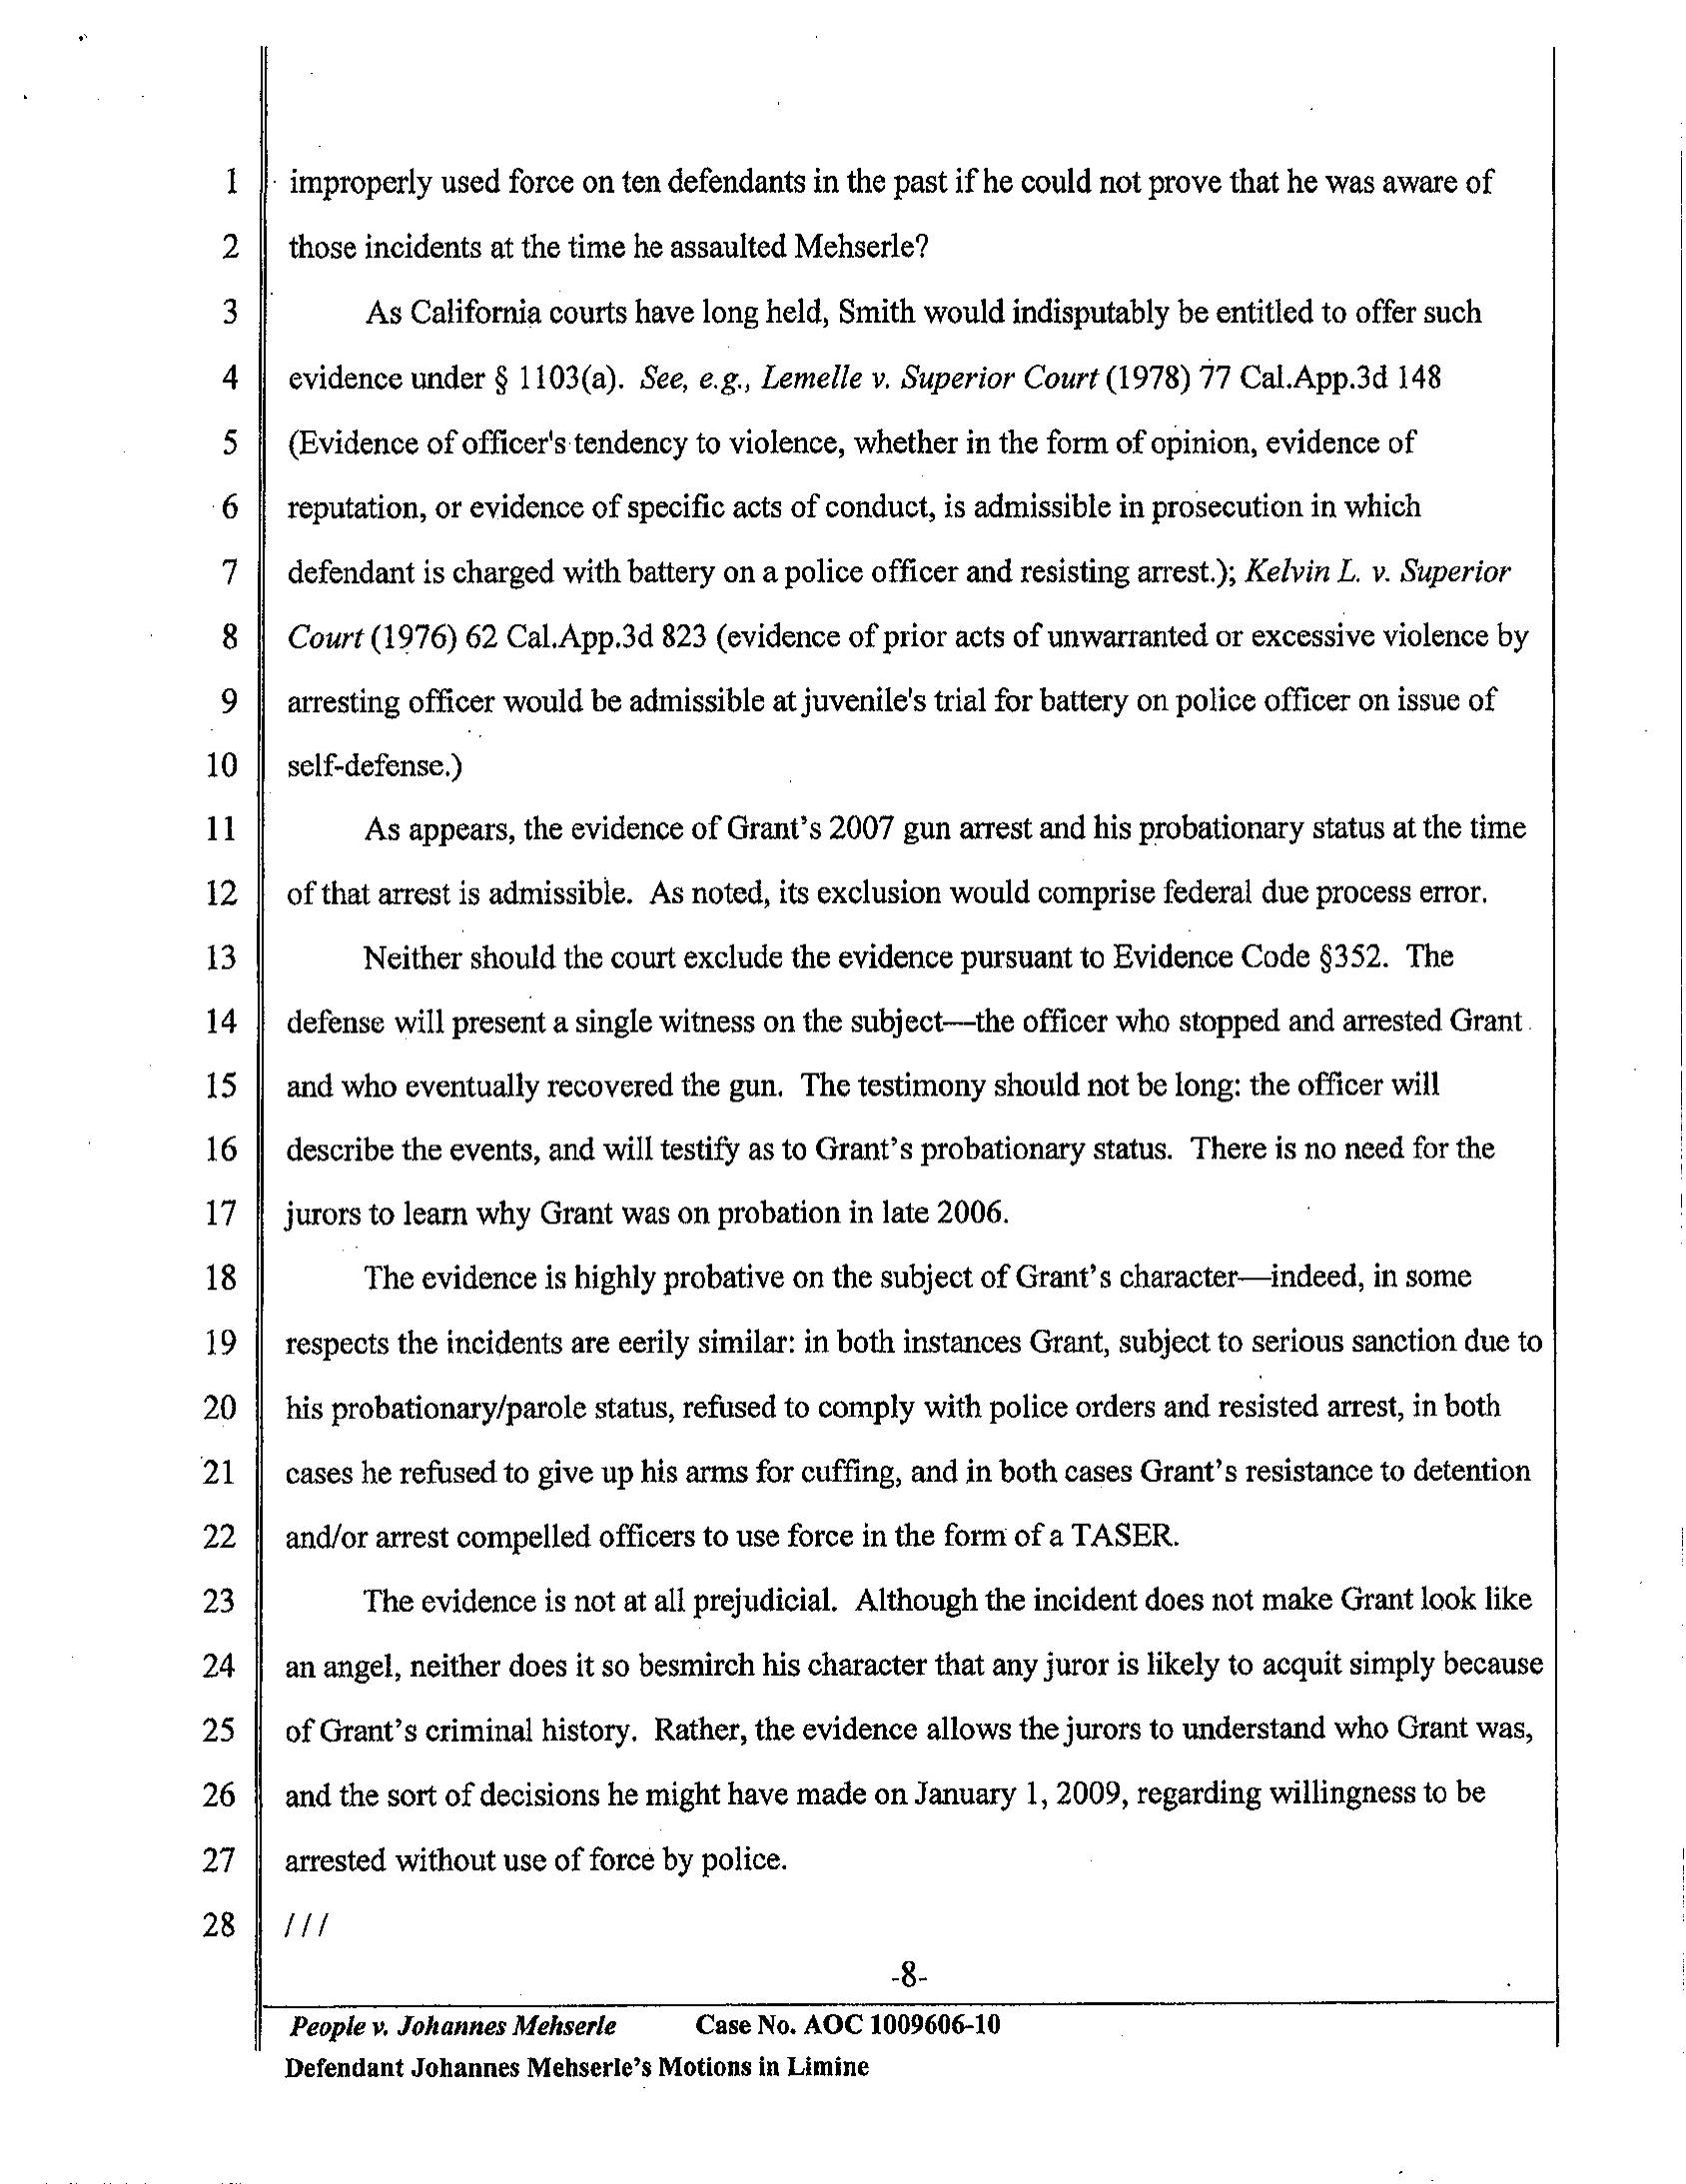 1 improperly used force on ten defendants in the past if he could not prove that he was aware of
2 those incidents at the time he assaulted Mehserle?
3 As California courts have long held, Smith would indisputably be entitled to offer such
4 evidence under § 1103(a). See, e.g., Lemelle v. Superior Court (1978) 77 Cal.App.3d 148
5 (Evidence of officer's tendency to violence, whether in the form of opinion, evidence of
6 reputation, or evidence of specific acts of conduct, is admissible in prosecution in which
7 defendant is charged with battery on a police officer and resisting arrest.); Kelvin L. v. Superior
8 Court (1976) 62 Cal.App.3d 823 (evidence of prior acts of unwarranted or excessive violence by
9 arresting officer would be admissible at juvenile's trial for battery on police officer on issue of
10 self-defense.)
11 As appears, the evidence of Grant's 2007 gun arrest and his probationary status at the time
12 of that arrest is admissible. As noted, its exclusion would comprise federal due process error.
13 Neither should the court exclude the evidence pursuant to Evidence Code §352. The
14 defense will present a single witness on the subject—the officer who stopped and arrested Grant
15 and who eventually recovered the gun. The testimony should not be long: the officer will
16 describe the events, and will testify as to Grant's probationary status. There is no need for the
17 jurors to learn why Grant was on probation in late 2006.
18 The evidence is highly probative on the subject of Grant's character—indeed, in some
19 respects the incidents are eerily similar: in both instances Grant, subject to serious sanction due to
20 his probationary/parole status, refused to comply with police orders and resisted arrest, in both
21 cases he refused to give up his arms for cuffing, and in both cases Grant's resistance to detention
22 and/or arrest compelled officers to use force in the form of a TASER.
23 The evidence is not at all prejudicial. Although the incident does not make Grant look like
24 an angel, neither does it so besmirch his character that any juror is likely to acquit simply because
25 of Grant's criminal history. Rather, the evidence allows the jurors to understand who Grant was,
26 and the sort of decisions he might have made on January 1, 2009, regarding willingness to be
27 arrested without use of force by police.
28 ///
-8-
People v. Johannes Mehserle Case No. AOC 1009606-10
Defendant Johannes Mehserle's Motions in Limine